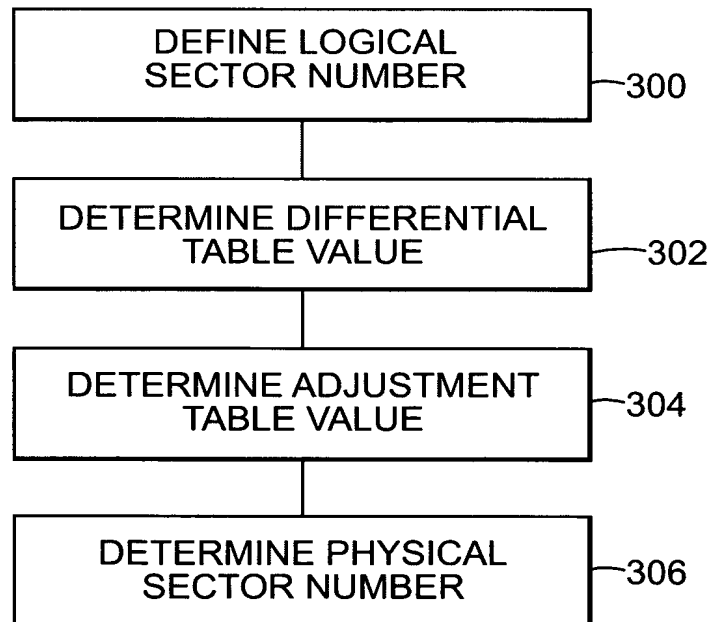 DEFINE LOGICAL
SECTOR NUMBER
300
DETERMINE DIFFERENTIAL
TABLE VALUE
302
DETERMINE ADJUSTMENT
TABLE VALUE
304
DETERMINE PHYSICAL
SECTOR NUMBER
306